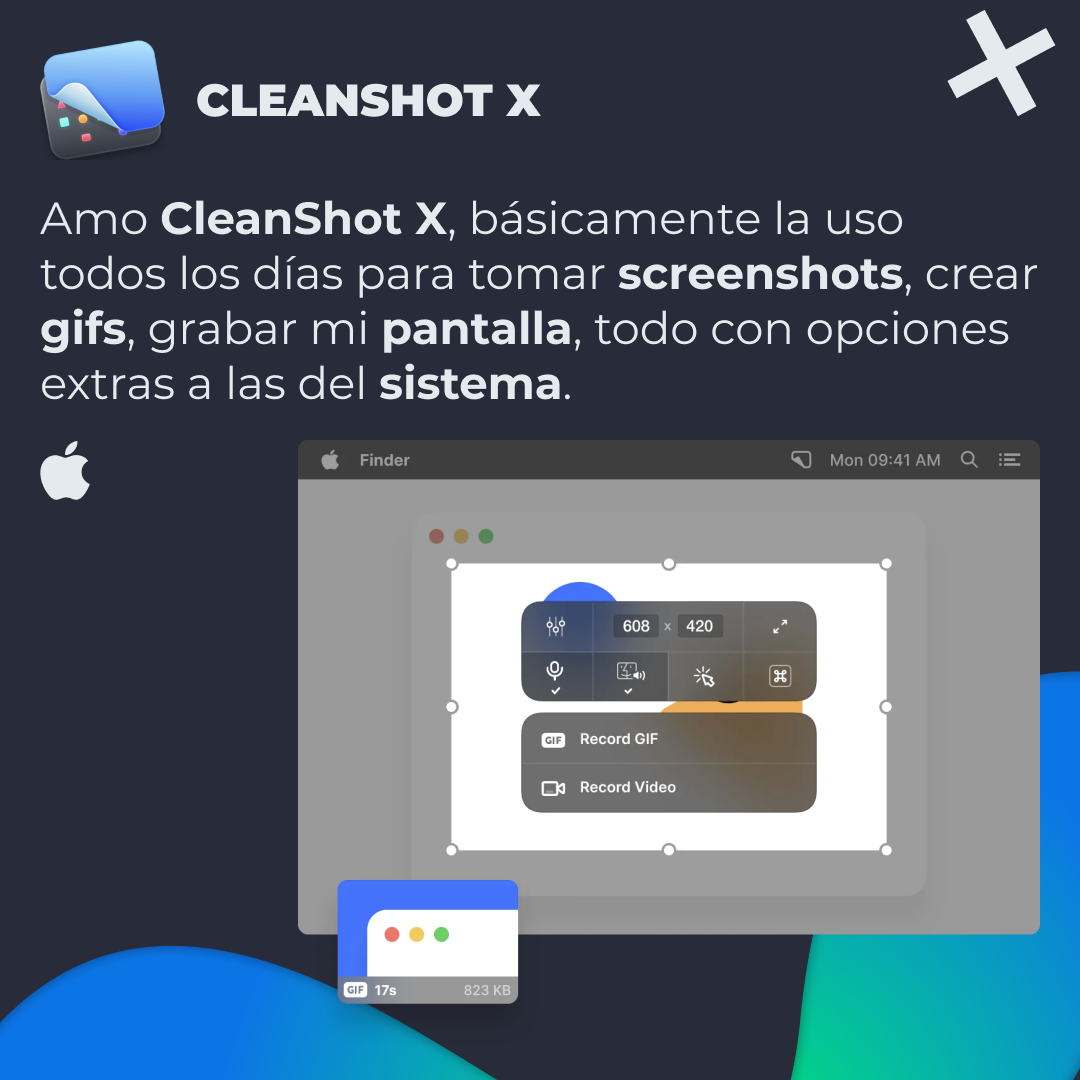 CLEANSHOT X
Amo CleanShot X, básicamente la uso
todos los días para tomar screenshots, crear
gifs, grabar mi pantalla, todo con opciones
extras a las del sistema.
Finder
Mon 09:41 AM
608 x 420
GIF Record GIF
Record Video
GIF 17s 823 KB